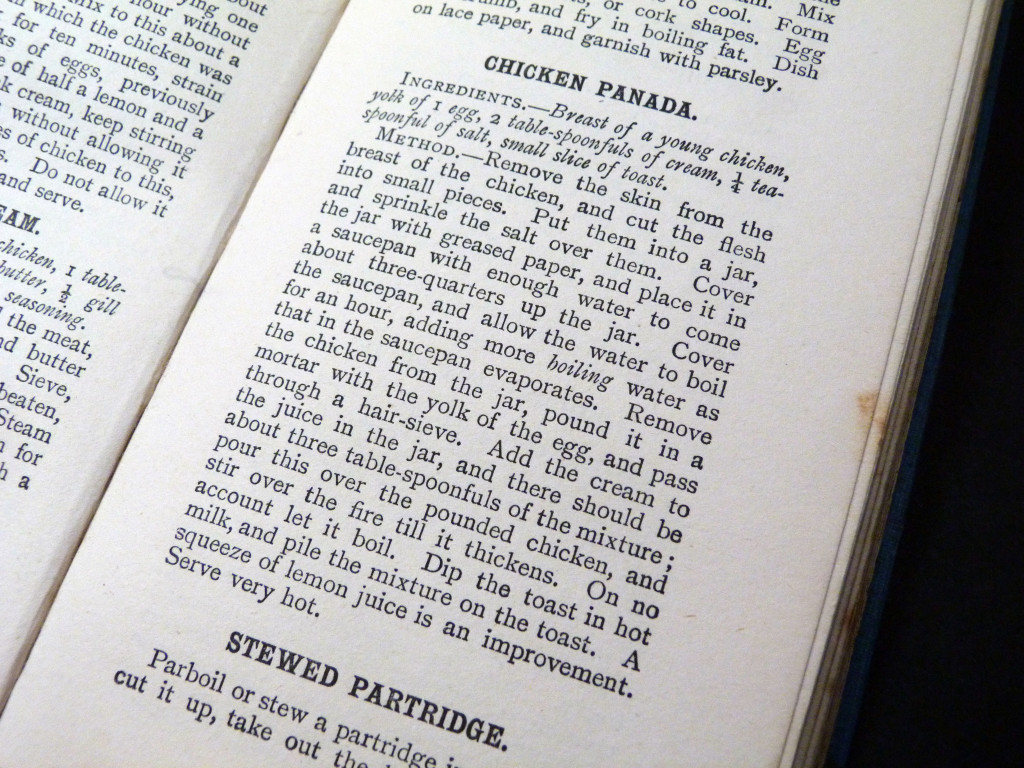 about
ying one
mix to this about a
hour without
in which the chicken was
for ten minutes, strain
ks of eggs, previously
e of half a lemon and a
k cream, keep stirring
without allowing it
es of chicken to this,
s. Do not allow it
and serve.
AM.
chicken, 1 table-
butter, ½ gill
seasoning.
the meat,
nd butter
Sieve,
beaten,
Steam
n for
h a
to cool. Form
Mix
or cork shapes. Egg
and fry in boiling fat. Dish
on lace paper, and garnish with parsley.
CHICKEN PANADA.
INGREDIENTS.—Breast of a young chicken,
yolk of 1 egg, 2 table-spoonfuls of cream, ¼ tea-
spoonful of salt, small slice of toast.
METHOD.—Remove the skin from the
breast of the chicken, and cut the flesh
into small pieces. Put them into a jar,
and sprinkle the salt over them. Cover
the jar with greased paper, and place it in
a saucepan with enough water to come
about three-quarters up the jar. Cover
the saucepan, and allow the water to boil
for an hour, adding more boiling water as
that in the saucepan evaporates. Remove
the chicken from the jar, pound it in a
mortar with the yolk of the egg, and pass
through a hair-sieve. Add the cream to
the juice in the jar, and there should be
about three table-spoonfuls of the mixture;
pour this over the pounded chicken, and
stir over the fire till it thickens. On no
account let it boil. Dip the toast in hot
milk, and pile the mixture on the toast. A
squeeze of lemon juice is an improvement.
Serve very hot.
STEWED PARTRIDGE.
Parboil or stew a partridge
cut it up, take out the